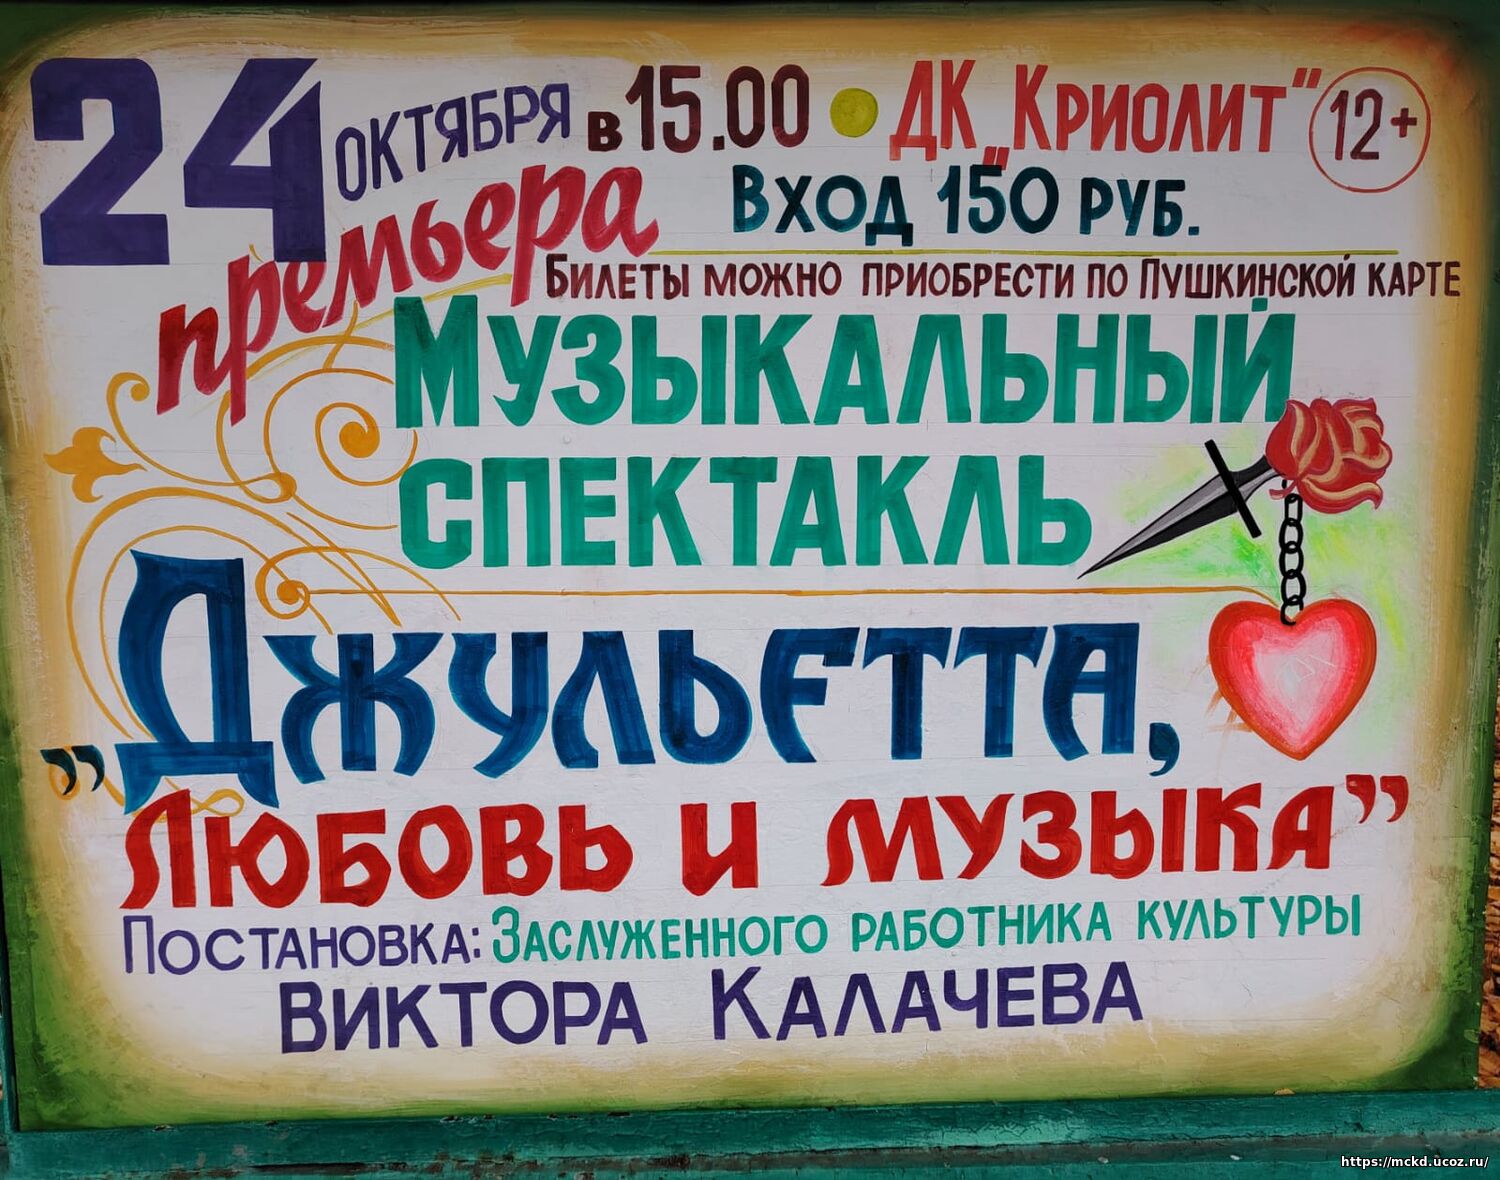 24 октября в 15.00 • ДК "Криолит" 12+
премьера Вход 150 руб.
Билеты можно приобрести по Пушкинской карте
Музыкальный
спектакль
„Джульетта,
Любовь и музыка”
Постановка: Заслуженного работника культуры
Виктора Калачева
https://mckd.ucoz.ru/